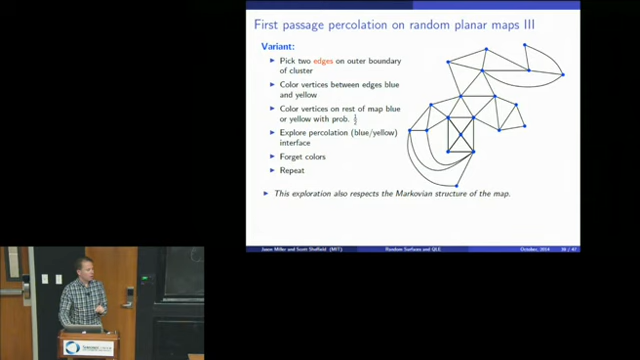 First passage percolation on random planar maps III
Variant:
Pick two edges on outer boundary
of cluster
Color vertices between edges blue
and yellow
Color vertices on rest of map blue
or yellow with prob. 1/2
Explore percolation (blue/yellow)
interface
Forget colors
Repeat
This exploration also respects the Markovian structure of the map.
Jason Miller and Scott Sheffield (MIT)
Random Surfaces and QLE
October, 2014